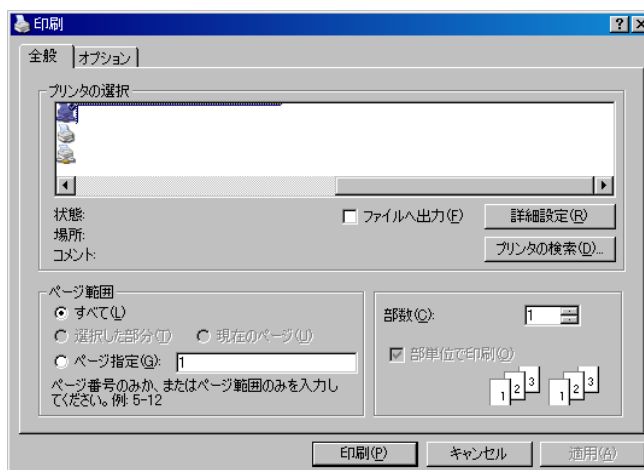 印刷
全般 オプション
プリンタの選択
状態: ファイルへ出力(F) 詳細設定(R)
場所:
コメント: プリンタの検索(D)...
ページ範囲
すべて(L)
選択した部分(T) 現在のページ(U)
ページ指定(G): 1
ページ番号のみか、またはページ範囲のみを入力し
てください。例: 5-12
部数(C): 1
部単位で印刷(O)
1 2 3 1 2 3
印刷(P) キャンセル 適用(A)